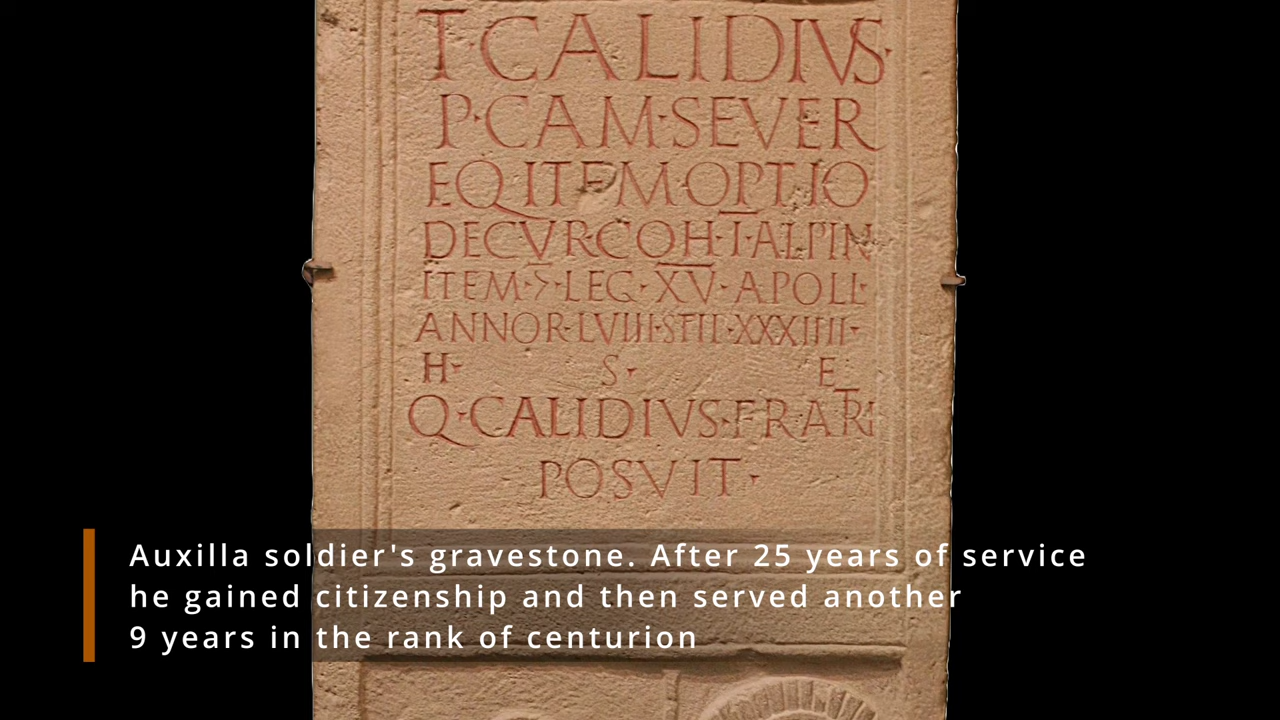 T·CALIDIVS·
P·CAM·SEVER
EQ·ITEM·OPTIO
DECVR·COH·I·ALPIN
ITEM·7·LEG·XV·APOLL·
ANNOR·LVIII·STIP·XXXIIII·
H· S· E
Q·CALIDIVS·FRATRI
POSVIT·
Auxilla soldier's gravestone. After 25 years of service
he gained citizenship and then served another
9 years in the rank of centurion